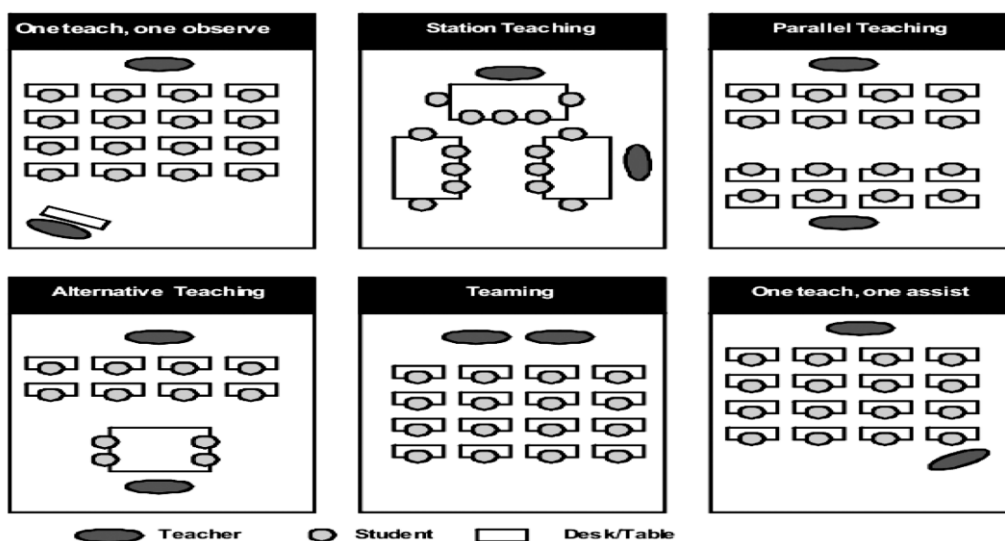 One teach, one observe
Station Teaching
Parallel Teaching
Alternative Teaching
Teaming
One teach, one assist
Teacher Student Desk/Table